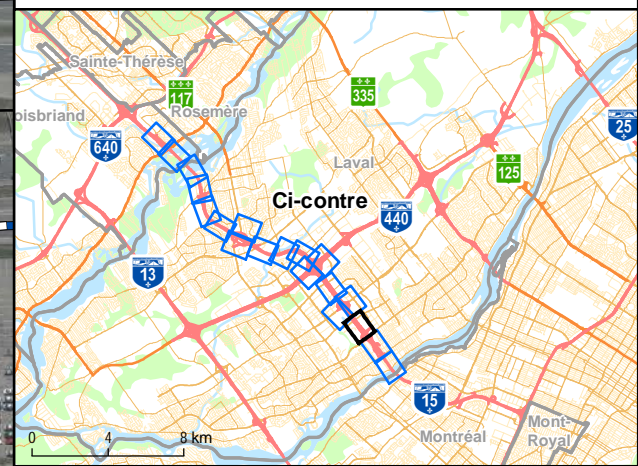 Sainte-Thérèse
117
335
oisbriand
Rosemère
25
640
Laval
125
Ci-contre
440
13
15
Mont-
Royal
Montréal
0 4 8 km